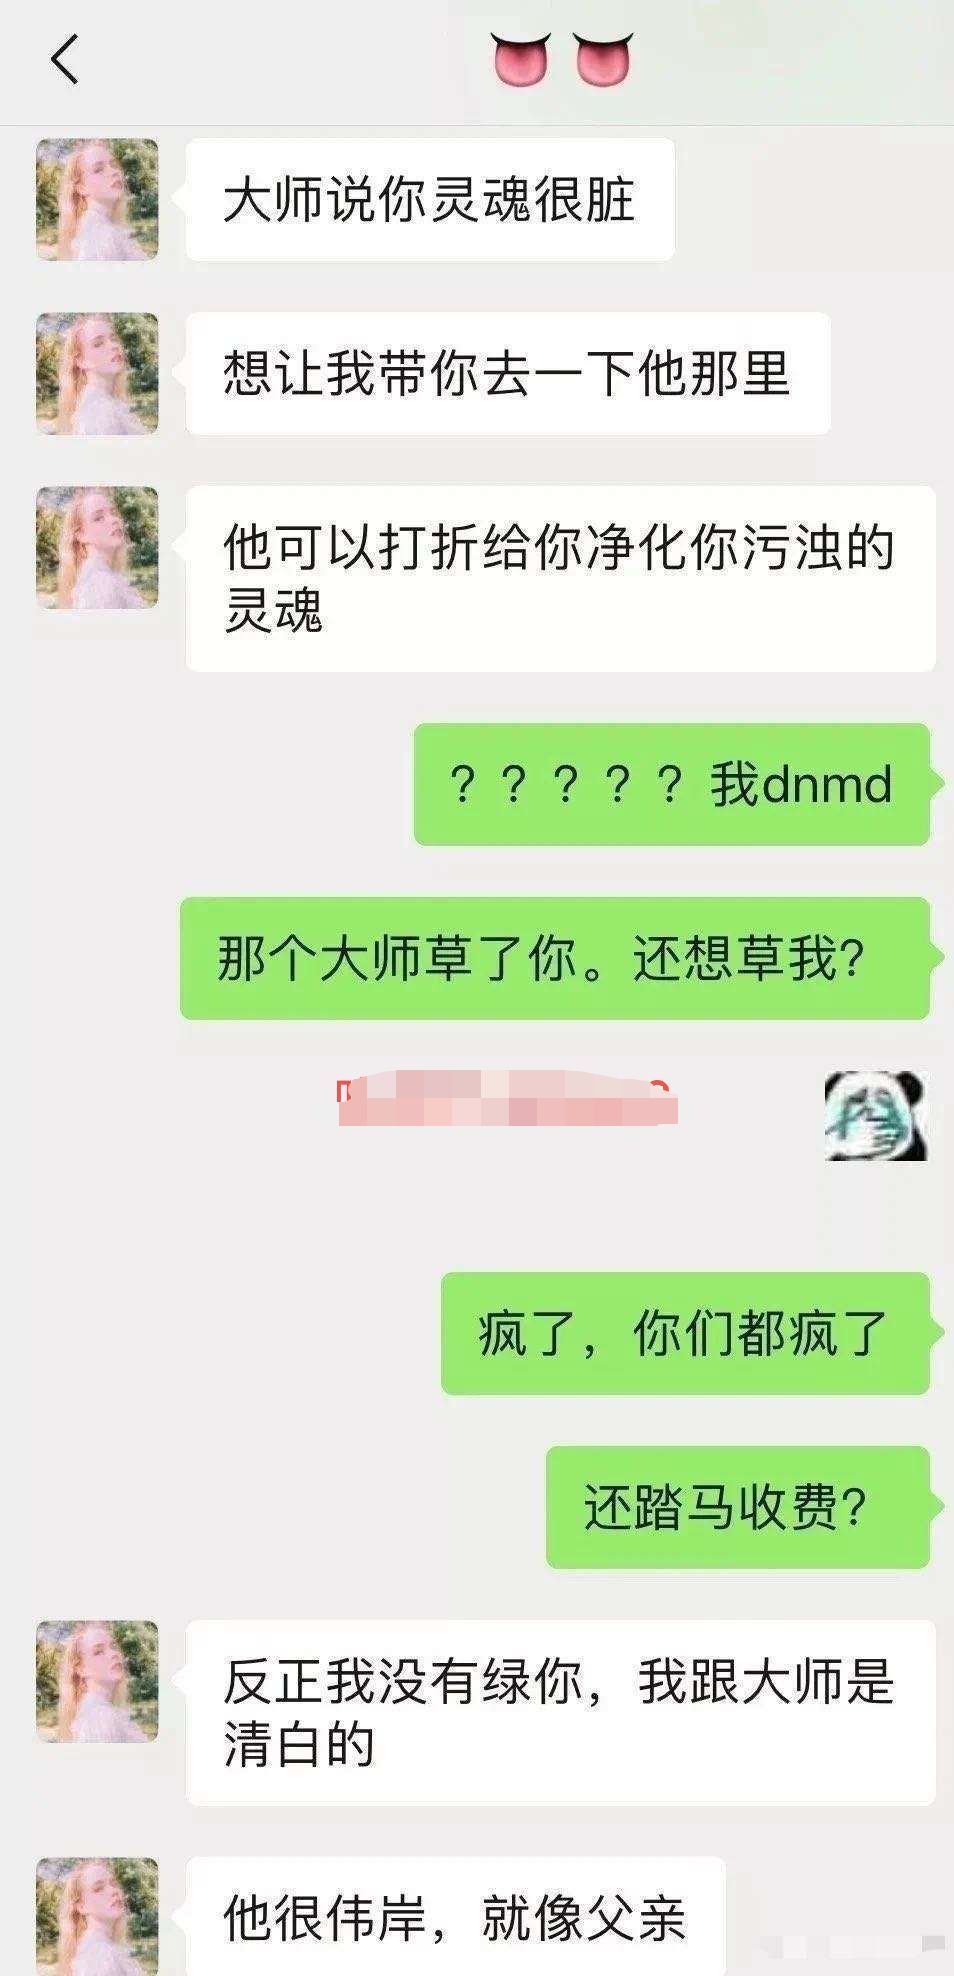 大师说你灵魂很脏
想让我带你去一下他那里
他可以打折给你净化你污浊的
灵魂
？？？？？我dnmd
那个大师草了你。还想草我?
疯了，你们都疯了
还踏马收费?
反正我没有绿你，我跟大师是
清白的
他很伟岸，就像父亲